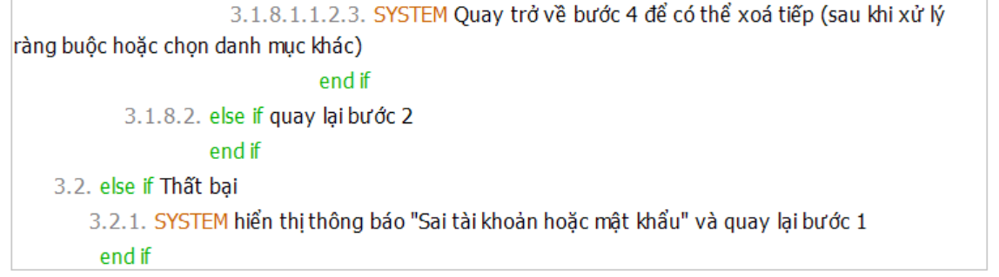 3.1.8.1.1.2.3. SYSTEM Quay trở về bước 4 để có thể xoá tiếp (sau khi xử lý
ràng buộc hoặc chọn danh mục khác)
end if
3.1.8.2. else if quay lại bước 2
end if
3.2. else if Thất bại
3.2.1. SYSTEM hiển thị thông báo "Sai tài khoản hoặc mật khẩu" và quay lại bước 1
end if